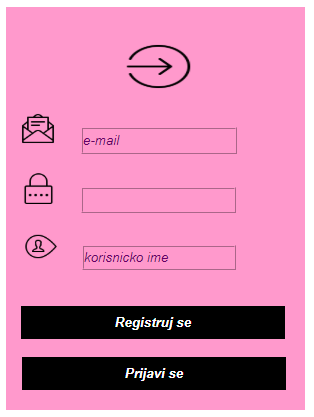 e-mail
korisnicko ime
Registruj se
Prijavi se